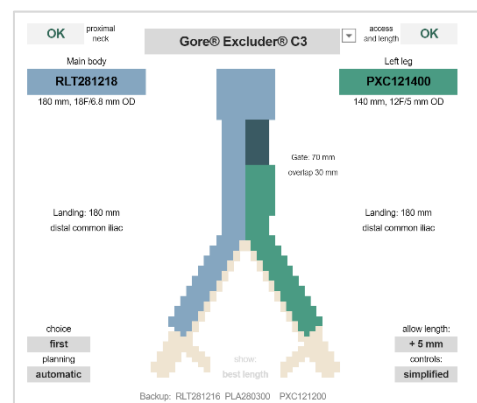 OK
proximal
neck
Gore® Excluder® C3
access
and length
OK
Main body
RLT281218
180 mm, 18F/6.8 mm OD
Left leg
PXC121400
140 mm, 12F/5 mm OD
Gate: 70 mm
overlap 30 mm
Landing: 180 mm
distal common iliac
Landing: 180 mm
distal common iliac
choice
first
planning
automatic
show:
best length
allow length:
+ 5 mm
controls:
simplified
Backup: RLT281216 PLA280300 PXC121200